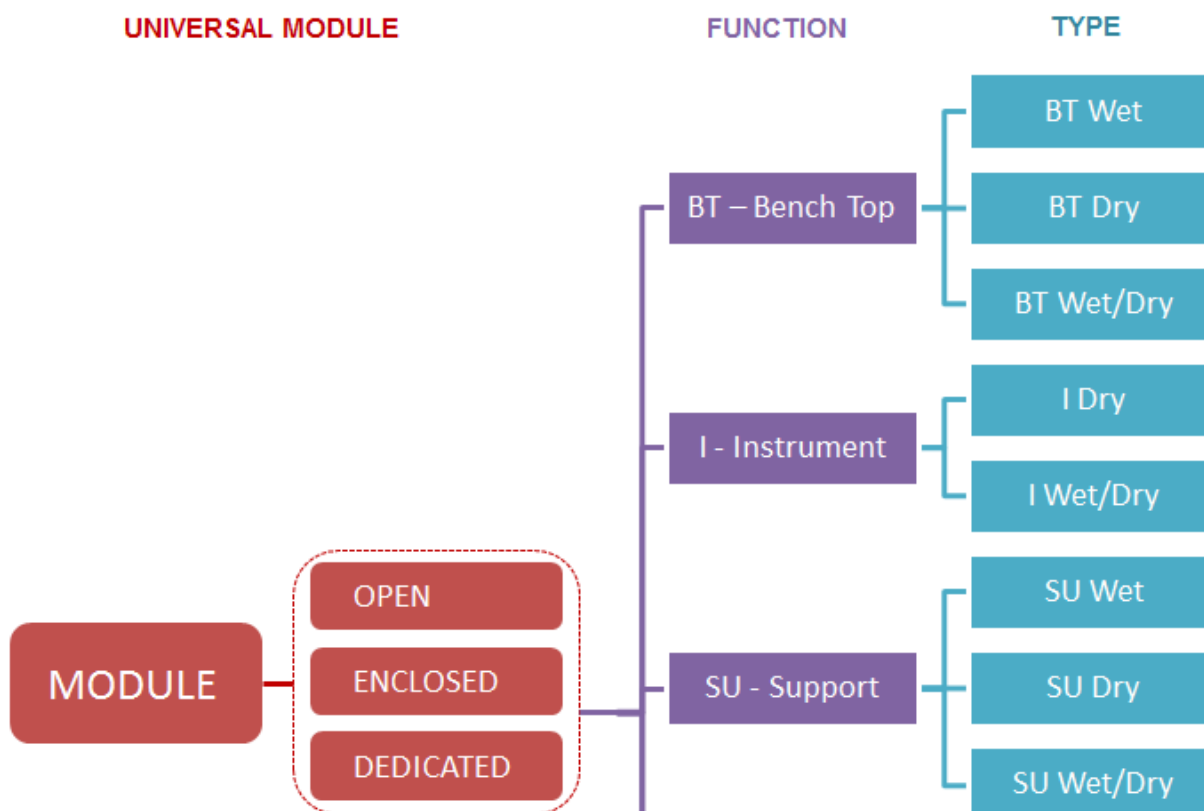 UNIVERSAL MODULE
FUNCTION
TYPE
MODULE
OPEN
ENCLOSED
DEDICATED
BT – Bench Top
BT Wet
BT Dry
BT Wet/Dry
I - Instrument
I Dry
I Wet/Dry
SU - Support
SU Wet
SU Dry
SU Wet/Dry